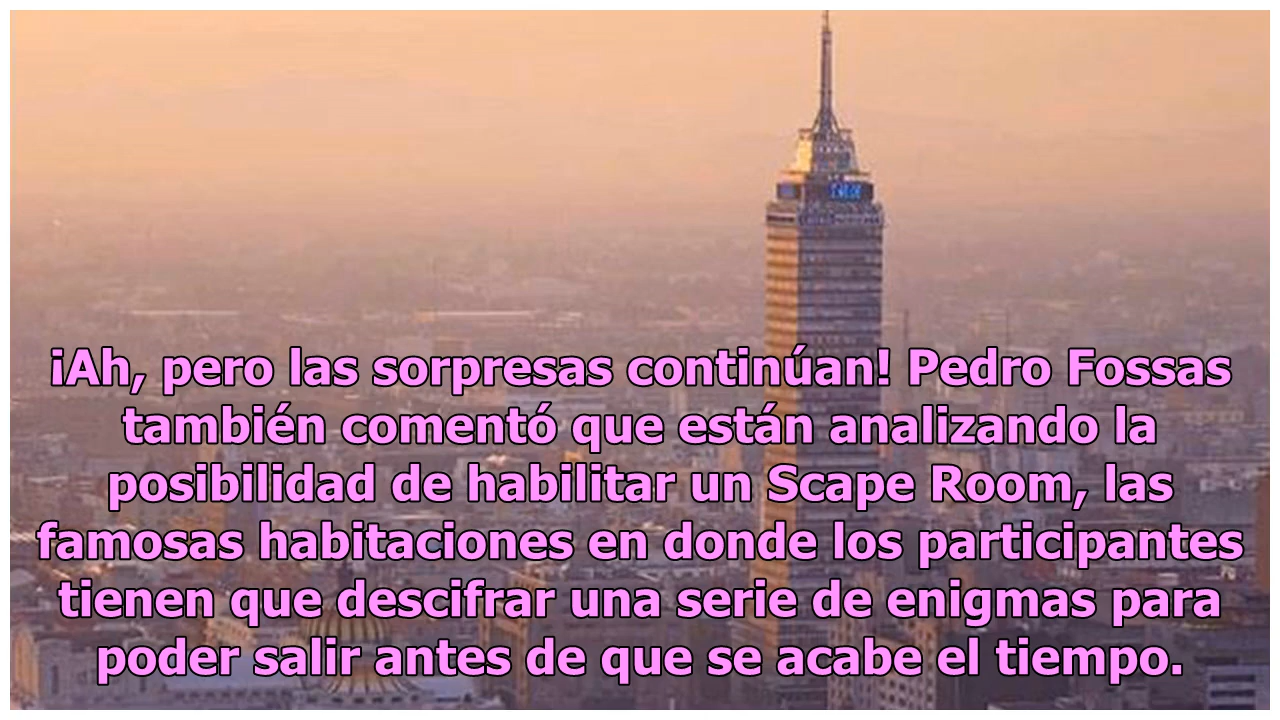 ¡Ah, pero las sorpresas continúan! Pedro Fossas
también comentó que están analizando la
posibilidad de habilitar un Scape Room, las
famosas habitaciones en donde los participantes
tienen que descifrar una serie de enigmas para
poder salir antes de que se acabe el tiempo.